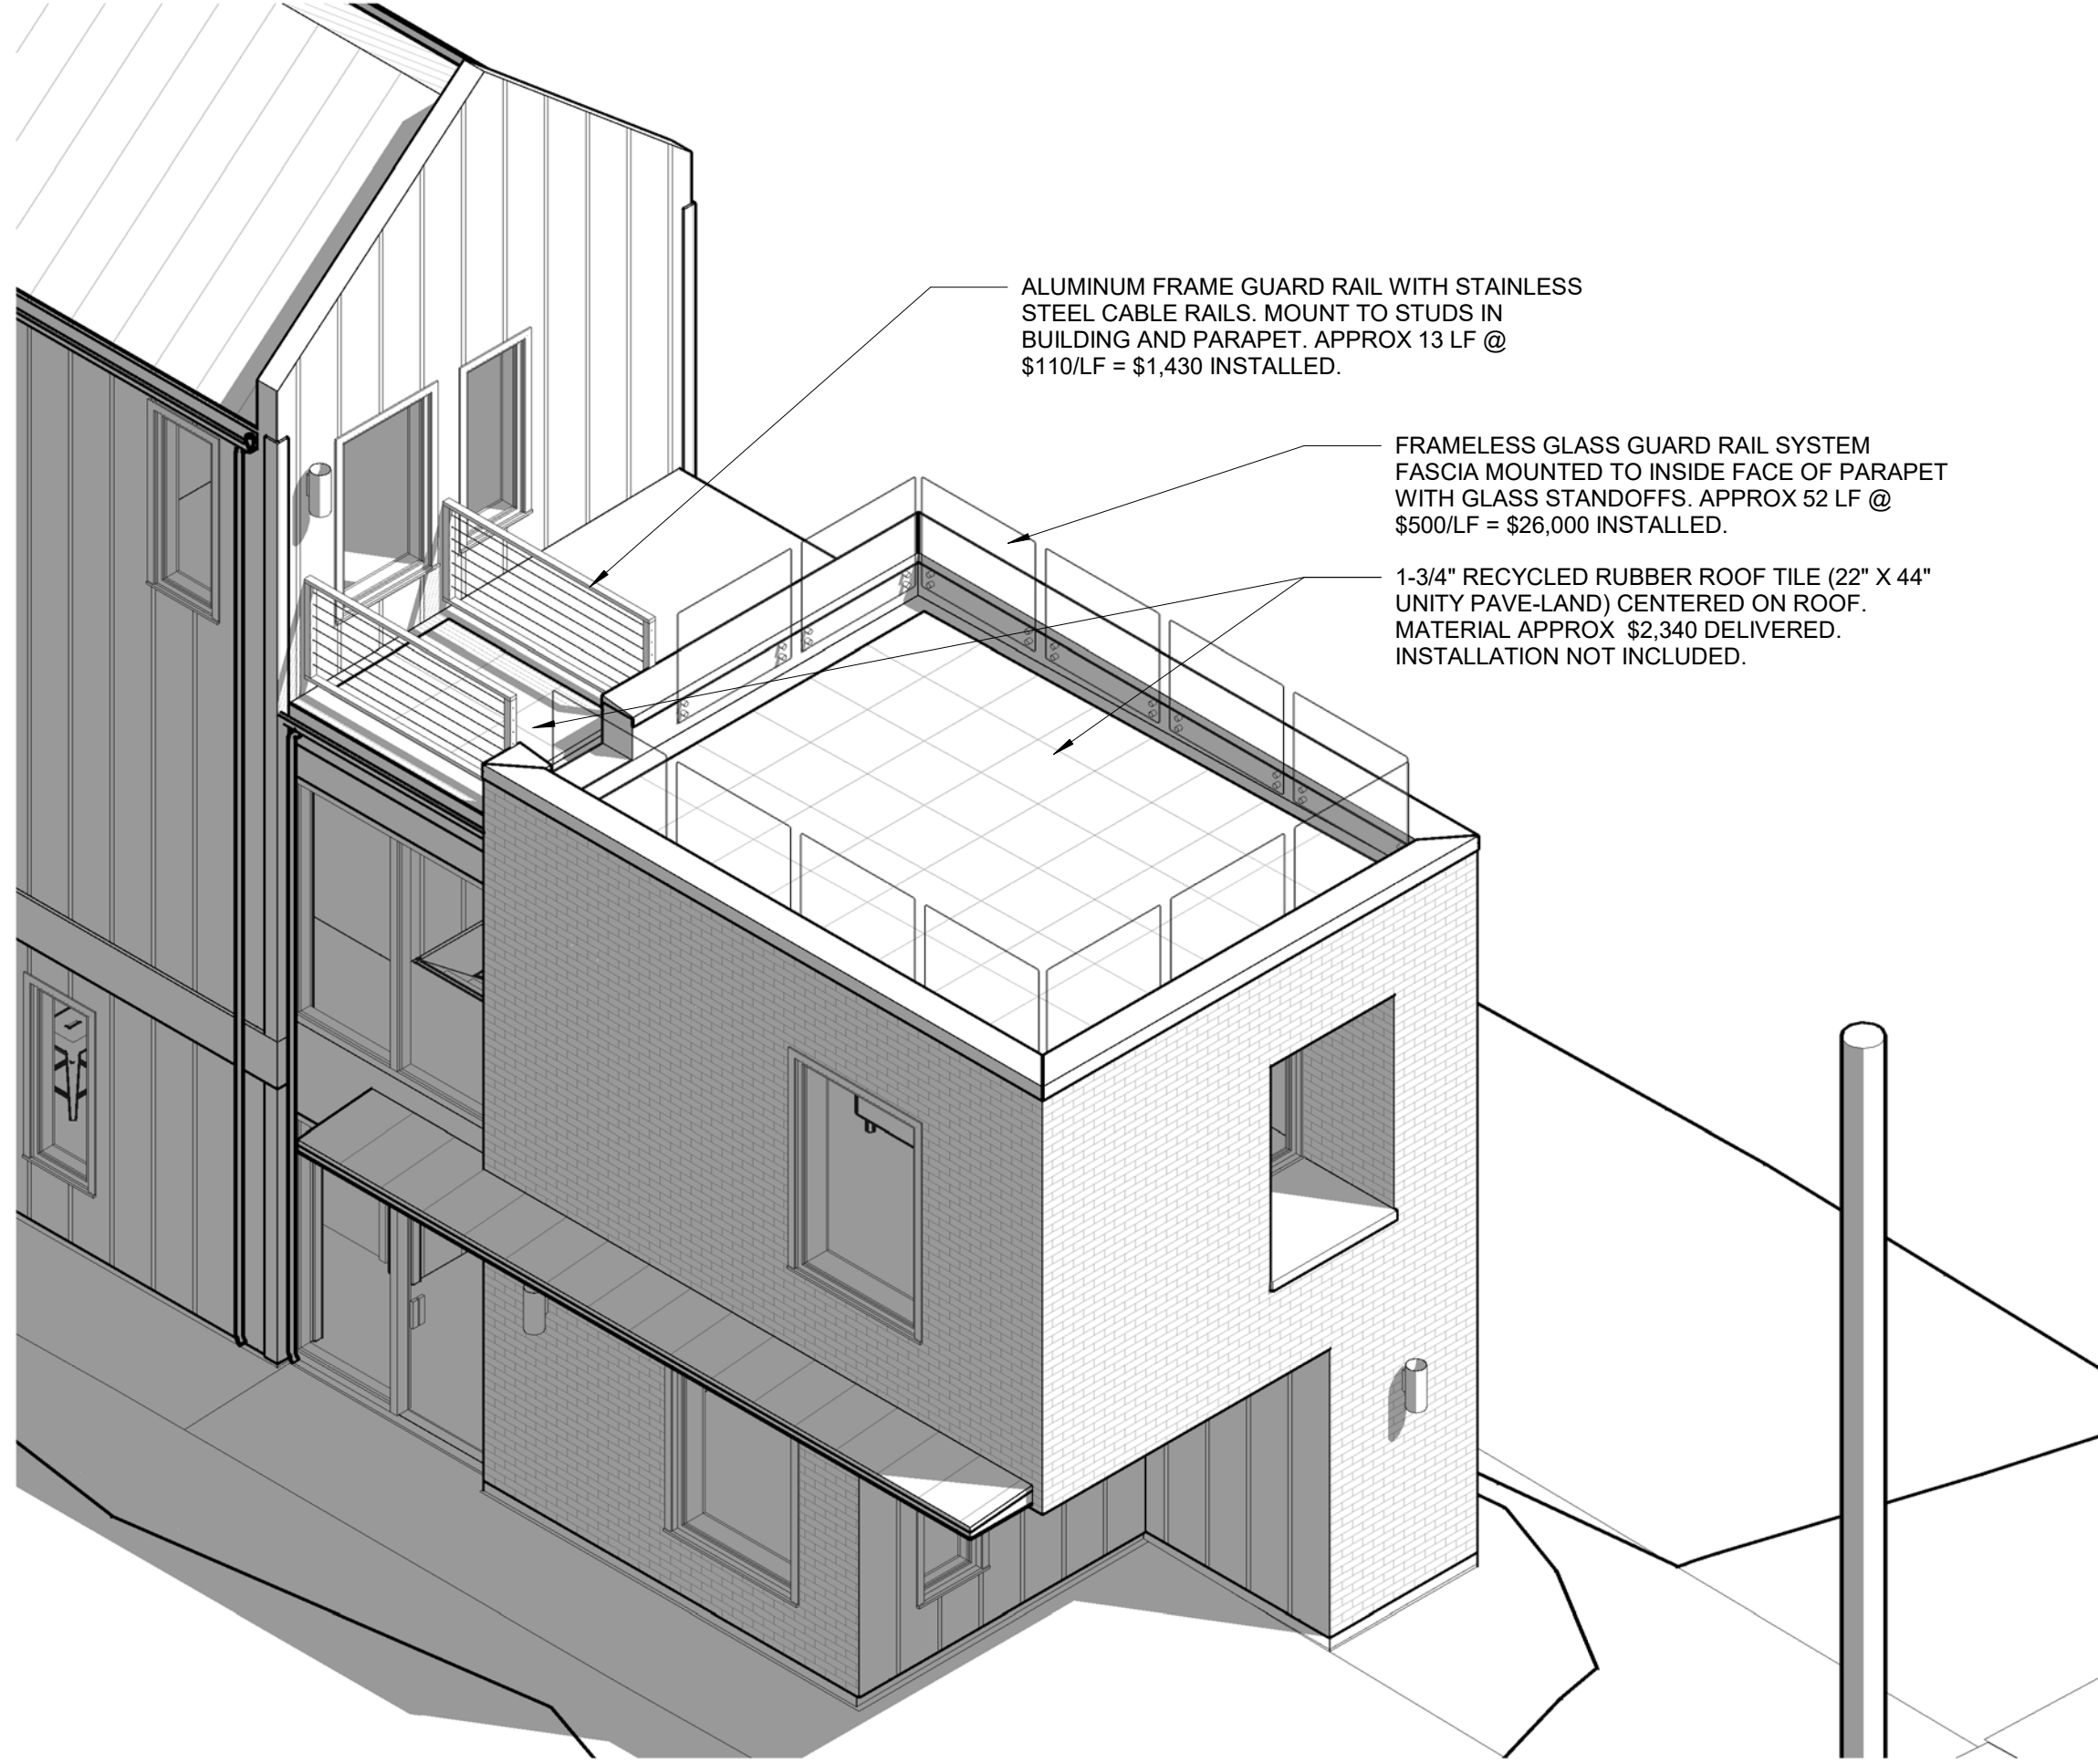 ALUMINUM FRAME GUARD RAIL WITH STAINLESS
STEEL CABLE RAILS. MOUNT TO STUDS IN
BUILDING AND PARAPET. APPROX 13 LF @
$110/LF = $1,430 INSTALLED.
FRAMELESS GLASS GUARD RAIL SYSTEM
FASCIA MOUNTED TO INSIDE FACE OF PARAPET
WITH GLASS STANDOFFS. APPROX 52 LF @
$500/LF = $26,000 INSTALLED.
1-3/4" RECYCLED RUBBER ROOF TILE (22" X 44"
UNITY PAVE-LAND) CENTERED ON ROOF.
MATERIAL APPROX  $2,340 DELIVERED.
INSTALLATION NOT INCLUDED.